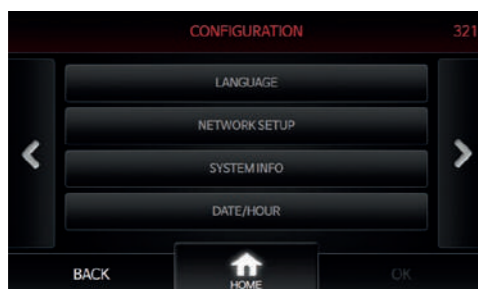 CONFIGURATION 321
LANGUAGE
NETWORK SETUP
SYSTEM INFO
DATE/HOUR
BACK HOME OK